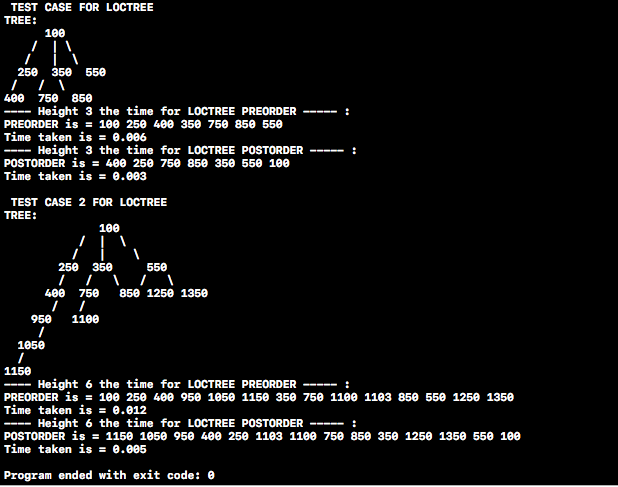 TEST CASE FOR LOCTREE
TREE:
      100
    /  | \
   /   |  \
  250  350  550
 /   /  \
400  750  850
---- Height 3 the time for LOCTREE PREORDER ----- :
PREORDER is = 100 250 400 350 750 850 550
Time taken is = 0.006
---- Height 3 the time for LOCTREE POSTORDER ----- :
POSTORDER is = 400 250 750 850 350 550 100
Time taken is = 0.003

 TEST CASE 2 FOR LOCTREE
TREE:
              100
           /  |  \
          /   |    \
        250  350     550
        /   /   \   /   \
      400  750   850 1250 1350
       /   /
    950   1100
     /
  1050
  /
1150
---- Height 6 the time for LOCTREE PREORDER ----- :
PREORDER is = 100 250 400 950 1050 1150 350 750 1100 1103 850 550 1250 1350
Time taken is = 0.012
---- Height 6 the time for LOCTREE POSTORDER ----- :
POSTORDER is = 1150 1050 950 400 250 1103 1100 750 850 350 1250 1350 550 100
Time taken is = 0.005

Program ended with exit code: 0